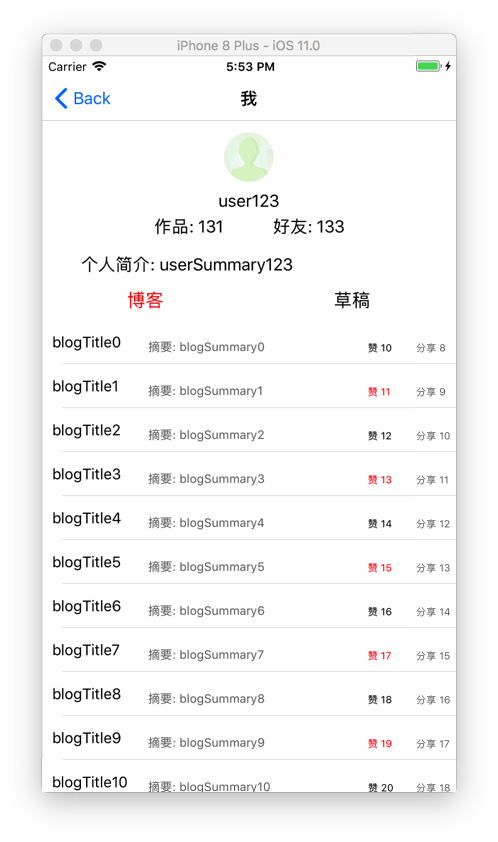 iPhone 8 Plus - iOS 11.0
Carrier 5:53 PM
Back 我
user123
作品: 131 好友: 133
个人简介: userSummary123
博客 草稿
blogTitle0 摘要: blogSummary0 赞 10 分享 8
blogTitle1 摘要: blogSummary1 赞 11 分享 9
blogTitle2 摘要: blogSummary2 赞 12 分享 10
blogTitle3 摘要: blogSummary3 赞 13 分享 11
blogTitle4 摘要: blogSummary4 赞 14 分享 12
blogTitle5 摘要: blogSummary5 赞 15 分享 13
blogTitle6 摘要: blogSummary6 赞 16 分享 14
blogTitle7 摘要: blogSummary7 赞 17 分享 15
blogTitle8 摘要: blogSummary8 赞 18 分享 16
blogTitle9 摘要: blogSummary9 赞 19 分享 17
blogTitle10 摘要: blogSummary10 赞 20 分享 18